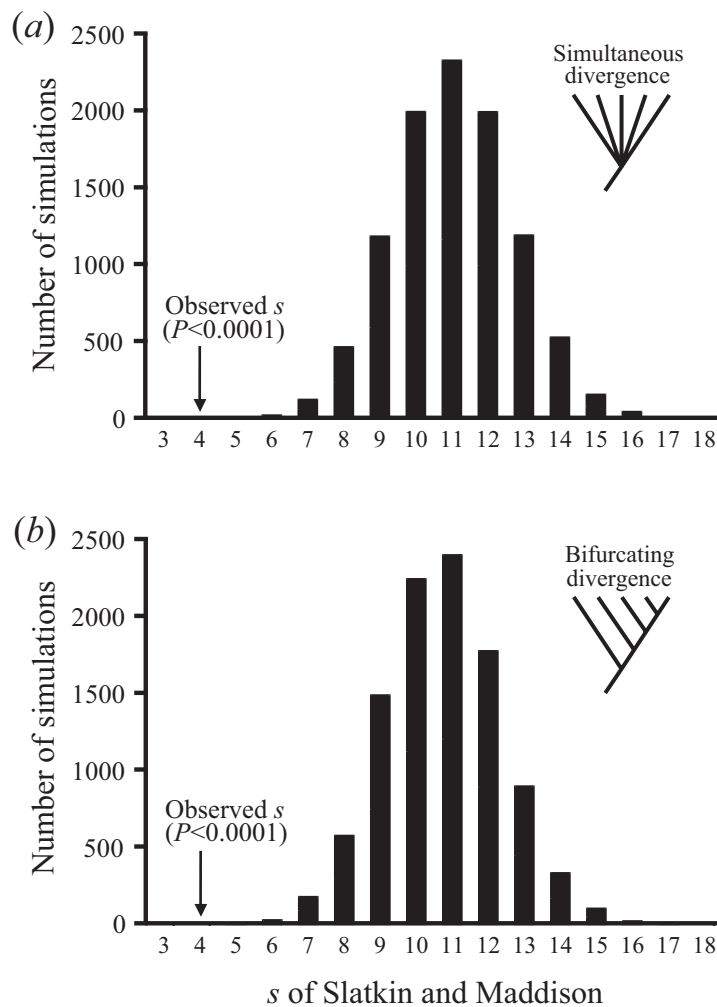 (a)
Number of simulations
2500
2000
1500
1000
500
0
Simultaneous
divergence
Observed s
(P<0.0001)
3 4 5 6 7 8 9 10 11 12 13 14 15 16 17 18
(b)
Number of simulations
2500
2000
1500
1000
500
0
Bifurcating
divergence
Observed s
(P<0.0001)
3 4 5 6 7 8 9 10 11 12 13 14 15 16 17 18
s of Slatkin and Maddison